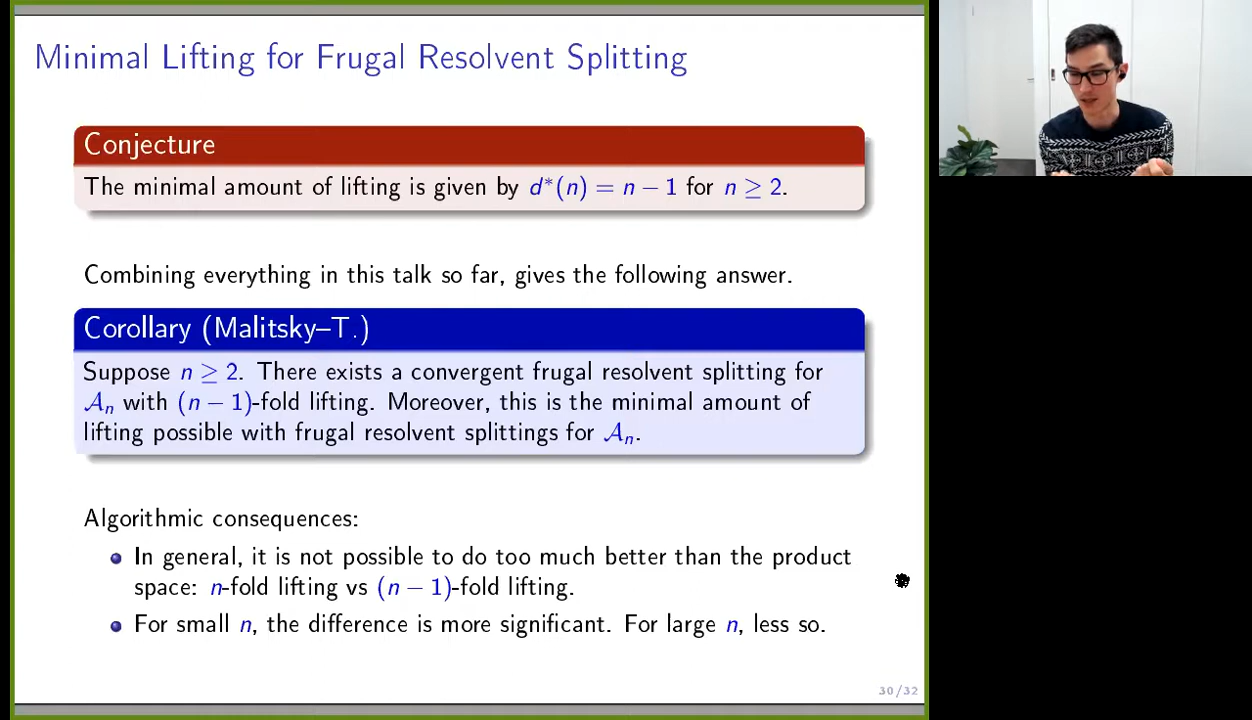 Minimal Lifting for Frugal Resolvent Splitting
Conjecture
The minimal amount of lifting is given by d*(n) = n − 1 for n ≥ 2.
Combining everything in this talk so far, gives the following answer.
Corollary (Malitsky–T.)
Suppose n ≥ 2. There exists a convergent frugal resolvent splitting for
𝒜ₙ with (n − 1)-fold lifting. Moreover, this is the minimal amount of
lifting possible with frugal resolvent splittings for 𝒜ₙ.
Algorithmic consequences:
In general, it is not possible to do too much better than the product
space: n-fold lifting vs (n − 1)-fold lifting.
For small n, the difference is more significant. For large n, less so.
30/32